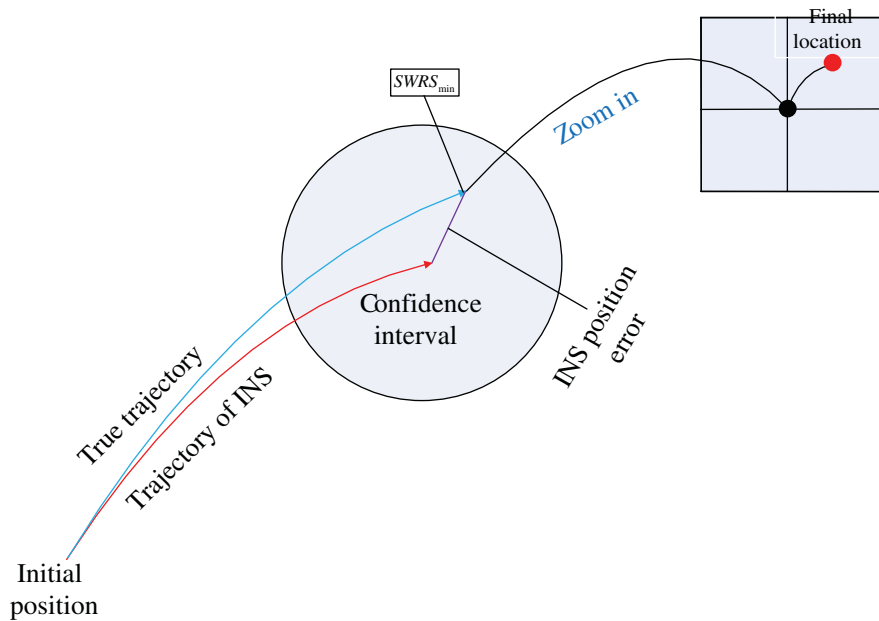 Final
location
SWRSmin
Zoom in
Confidence
interval
INS position
error
True trajectory
Trajectory of INS
Initial
position